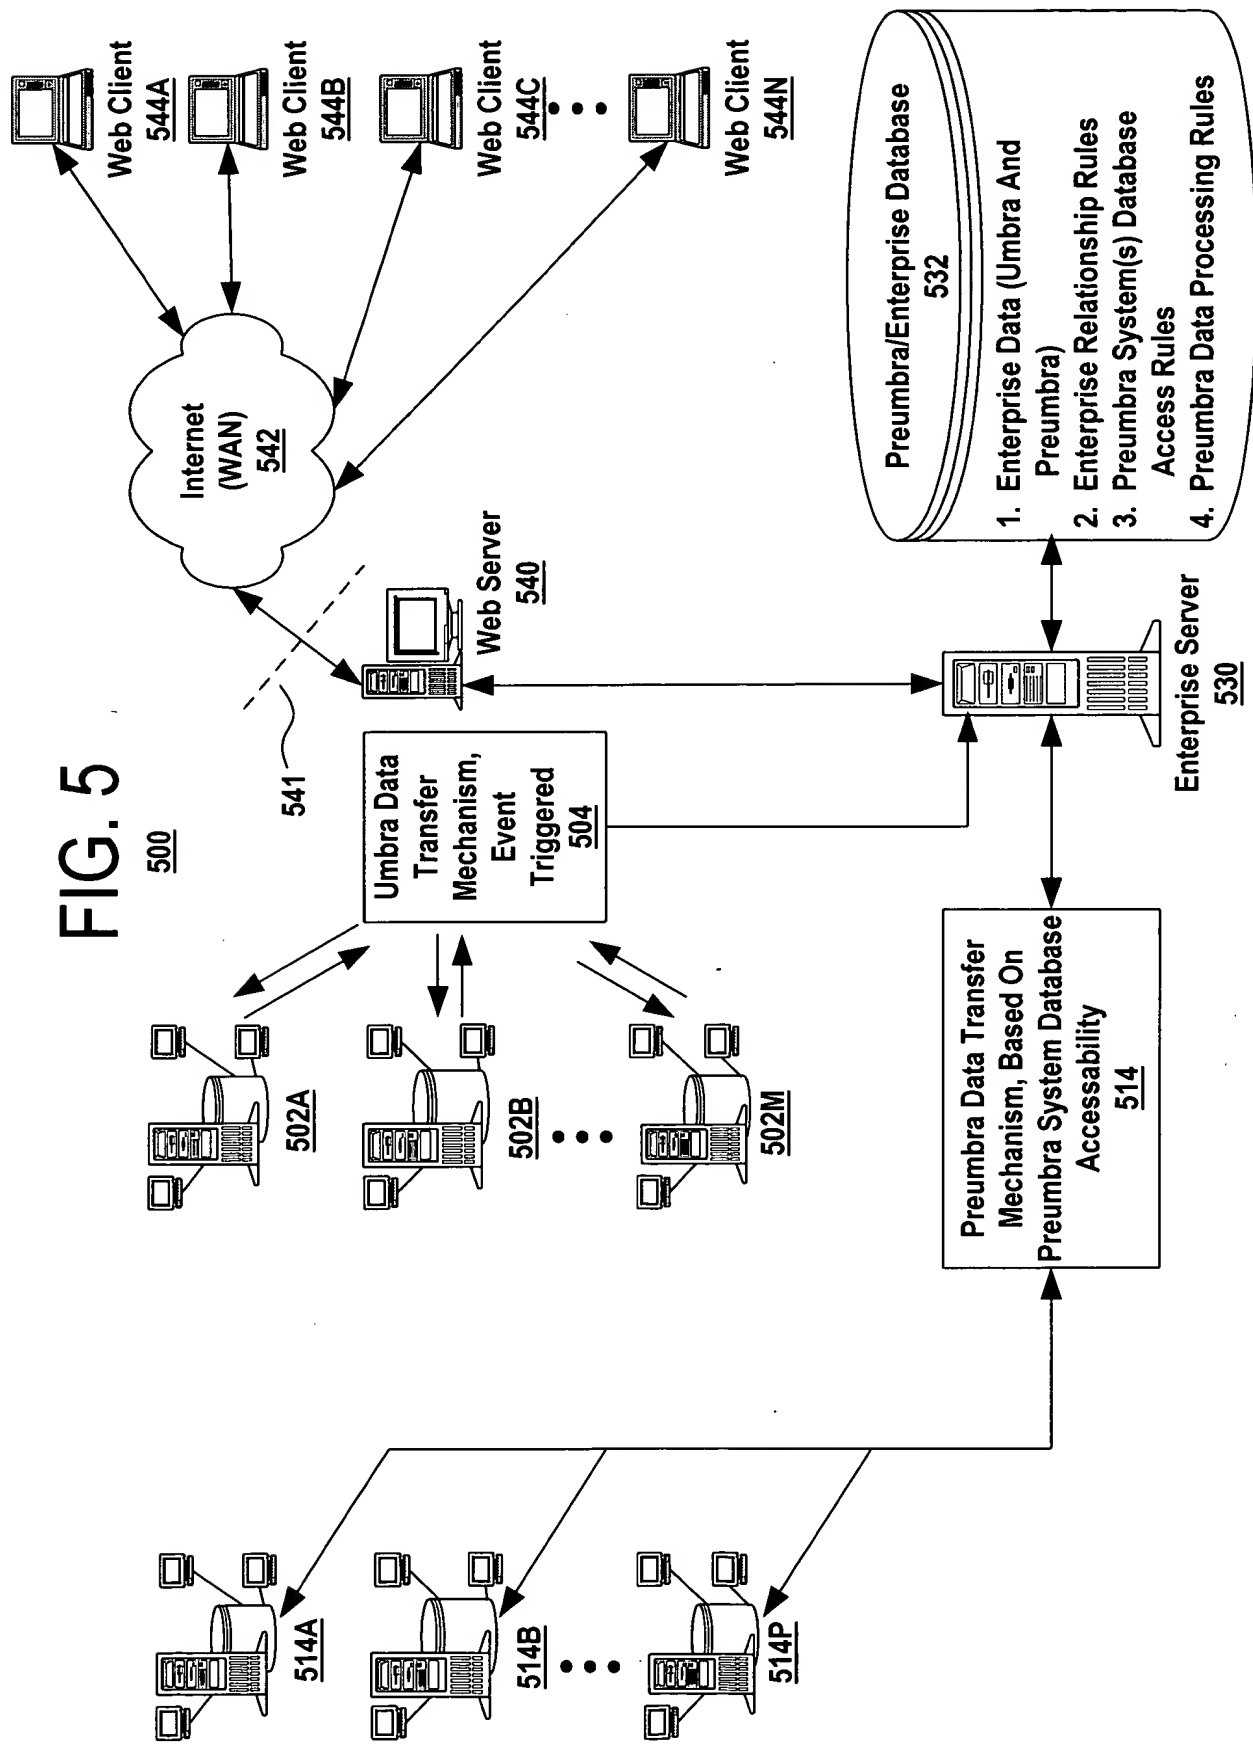 FIG. 5
500
514A
514B
514P
502A
502B
502M
Umbra Data
Transfer
Mechanism,
Event
Triggered
504
541
Web Server
540
Internet
(WAN)
542
Web Client
544A
Web Client
544B
Web Client
544C
Web Client
544N
Preumbra Data Transfer
Mechanism, Based On
Preumbra System Database
Accessability
514
Enterprise Server
530
Preumbra/Enterprise Database
532
1. Enterprise Data (Umbra And
Preumbra)
2. Enterprise Relationship Rules
3. Preumbra System(s) Database
Access Rules
4. Preumbra Data Processing Rules